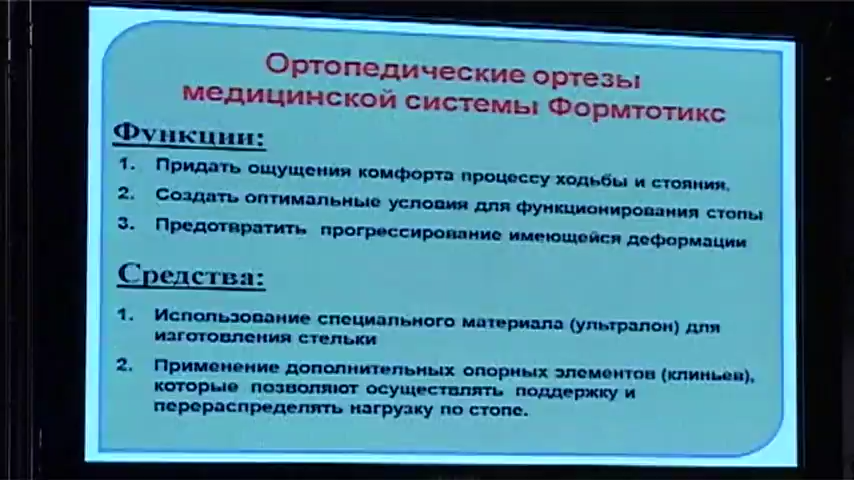 Ортопедические ортезы
медицинской системы Формтотикс
Функции:
1. Придать ощущения комфорта процессу ходьбы и стояния.
2. Создать оптимальные условия для функционирования стопы
3. Предотвратить прогрессирование имеющейся деформации
Средства:
1. Использование специального материала (ультралон) для
изготовления стельки
2. Применение дополнительных опорных элементов (клиньев),
которые позволяют осуществлять поддержку и
перераспределять нагрузку по стопе.